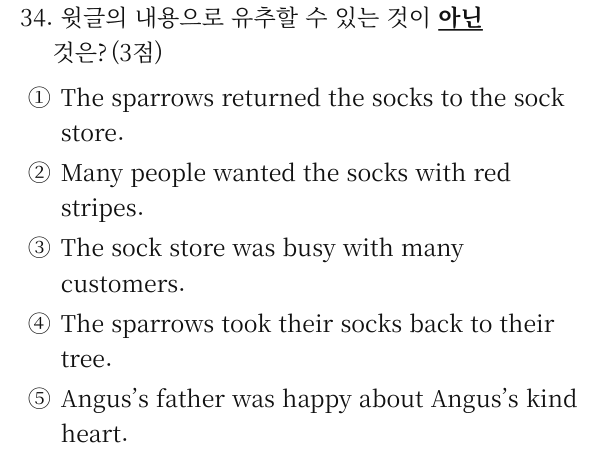 34. 윗글의 내용으로 유추할 수 있는 것이 아닌
것은? (3점)
① The sparrows returned the socks to the sock
store.
② Many people wanted the socks with red
stripes.
③ The sock store was busy with many
customers.
④ The sparrows took their socks back to their
tree.
⑤ Angus’s father was happy about Angus’s kind
heart.